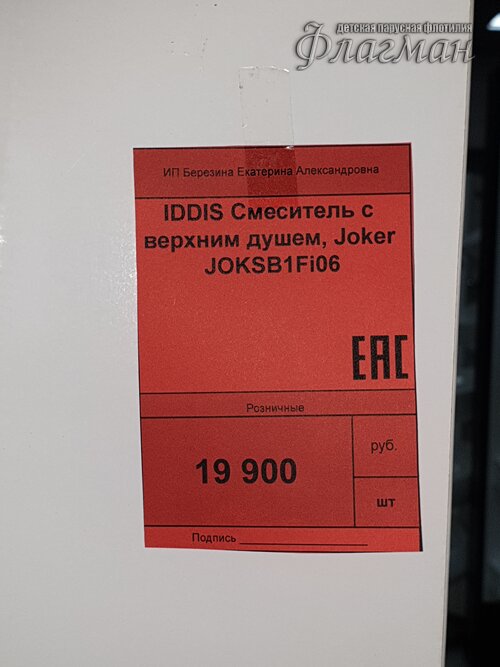 детская парусная флотилия
Флагман
ИП Березина Екатерина Александровна
IDDIS Смеситель с
верхним душем, Joker
JOKSB1Fi06
EAC
Розничные
19 900
руб.
шт
Подпись